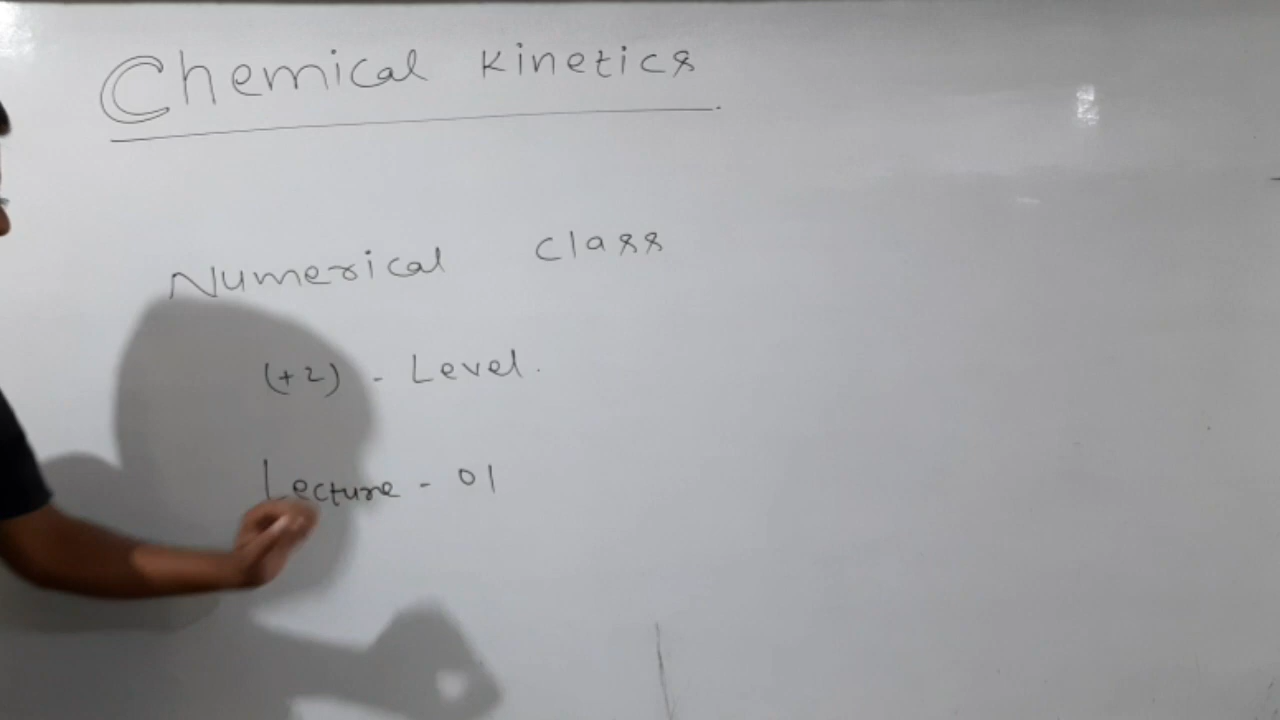 Chemical Kinetics
Numerical Class
(+2) - Level.
Lecture - 01